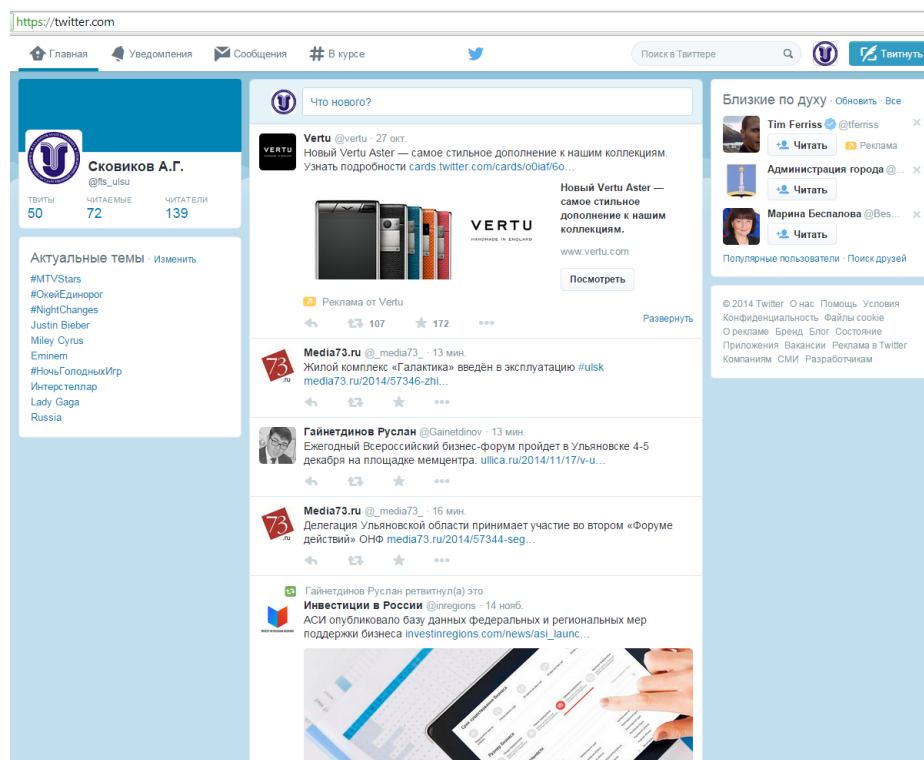 https://twitter.com
Главная Уведомления Сообщения В курсе Поиск в Твиттере Твитнуть
Сковиков А.Г.
@fts_ulsu
ТВИТЫ ЧИТАЕМЫЕ ЧИТАТЕЛИ
50 72 139
Актуальные темы · Изменить
#MTVStars
#ОкейЕдинорог
#NightChanges
Justin Bieber
Miley Cyrus
Eminem
#НочьГолодныхИгр
Интерстеллар
Lady Gaga
Russia
Что нового?
VERTU
Vertu @vertu · 27 окт.
Новый Vertu Aster — самое стильное дополнение к нашим коллекциям.
Узнать подробности cards.twitter.com/cards/o0iaf/6o...
VERTU
HANDMADE IN ENGLAND
Новый Vertu Aster —
самое стильное
дополнение к нашим
коллекциям.
www.vertu.com
Посмотреть
Реклама от Vertu
107 172 Развернуть
73
.ru
Media73.ru @_media73_ · 13 мин.
Жилой комплекс «Галактика» введён в эксплуатацию #ulsk
media73.ru/2014/57346-zhi...
Гайнетдинов Руслан @Gainetdinov · 13 мин.
Ежегодный Всероссийский бизнес-форум пройдет в Ульяновске 4-5
декабря на площадке мемцентра. ullica.ru/2014/11/17/v-u...
73
.ru
Media73.ru @_media73_ · 16 мин.
Делегация Ульяновской области принимает участие во втором «Форуме
действий» ОНФ media73.ru/2014/57344-seg...
Гайнетдинов Руслан ретвитнул(а) это
Инвестиции в России @inregions · 14 нояб.
АСИ опубликовало базу данных федеральных и региональных мер
поддержки бизнеса investinregions.com/news/asi_launc...
Срок существования бизнеса
Размер бизнеса
Близкие по духу · Обновить · Все
Tim Ferriss @tferriss
Читать Реклама
Администрация города @...
Читать
Марина Беспалова @Bes...
Читать
Популярные пользователи · Поиск друзей
© 2014 Twitter О нас Помощь Условия
Конфиденциальность Файлы cookie
О рекламе Бренд Блог Состояние
Приложения Вакансии Реклама в Twitter
Компаниям СМИ Разработчикам